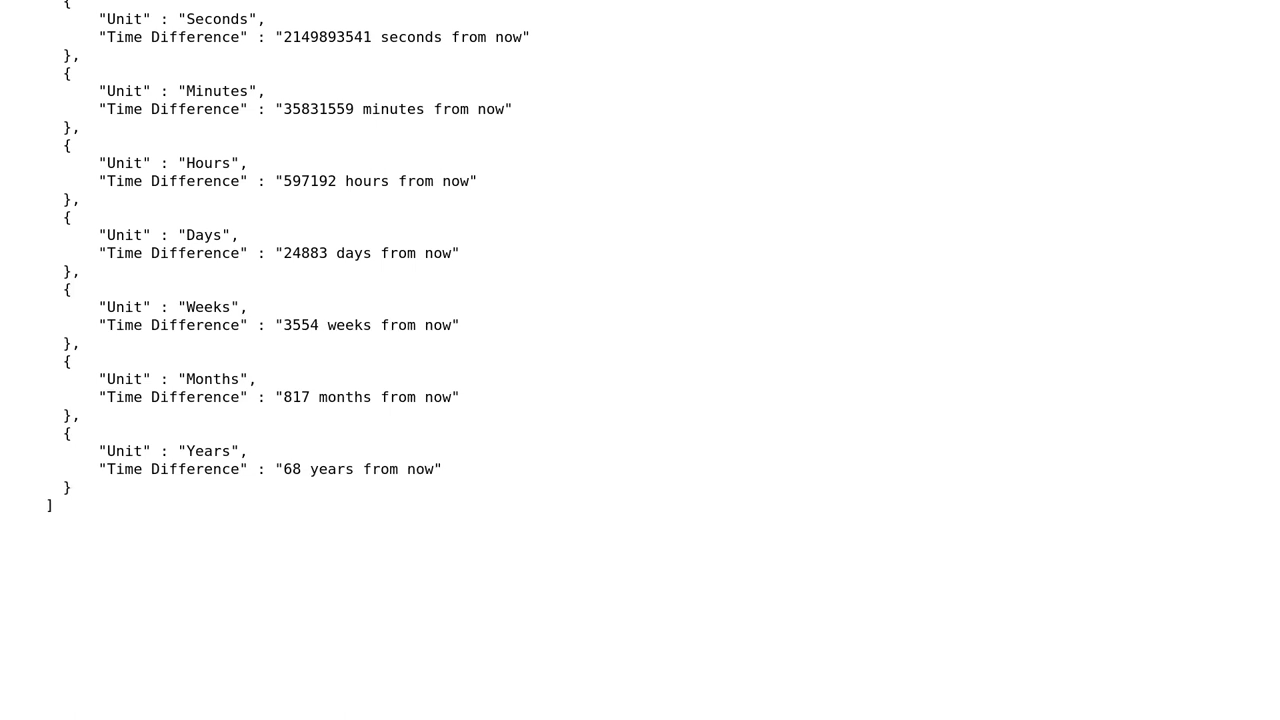 {
"Unit" : "Seconds",
"Time Difference" : "2149893541 seconds from now"
},
{
"Unit" : "Minutes",
"Time Difference" : "35831559 minutes from now"
},
{
"Unit" : "Hours",
"Time Difference" : "597192 hours from now"
},
{
"Unit" : "Days",
"Time Difference" : "24883 days from now"
},
{
"Unit" : "Weeks",
"Time Difference" : "3554 weeks from now"
},
{
"Unit" : "Months",
"Time Difference" : "817 months from now"
},
{
"Unit" : "Years",
"Time Difference" : "68 years from now"
}
]